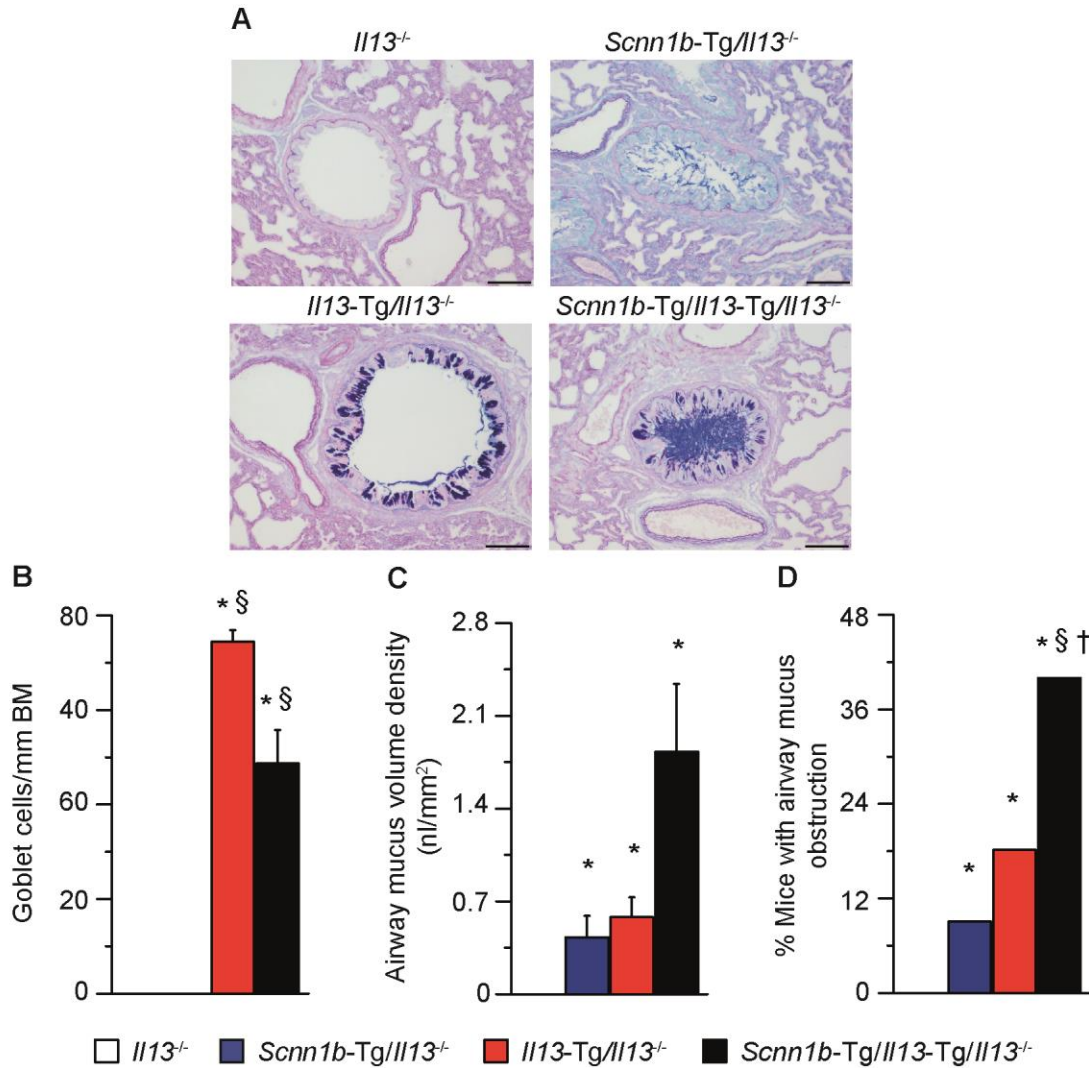 A
Il13-/-
Scnn1b-Tg/Il13-/-
Il13-Tg/Il13-/-
Scnn1b-Tg/Il13-Tg/Il13-/-
B
Goblet cells/mm BM
80
40
60
20
0
* §
* §
C
Airway mucus volume density
(nl/mm²)
2.8
2.1
1.4
0.7
0
*
*
*
D
% Mice with airway mucus
obstruction
48
36
24
12
0
*
*
* § †
Il13-/-
Scnn1b-Tg/Il13-/-
Il13-Tg/Il13-/-
Scnn1b-Tg/Il13-Tg/Il13-/-